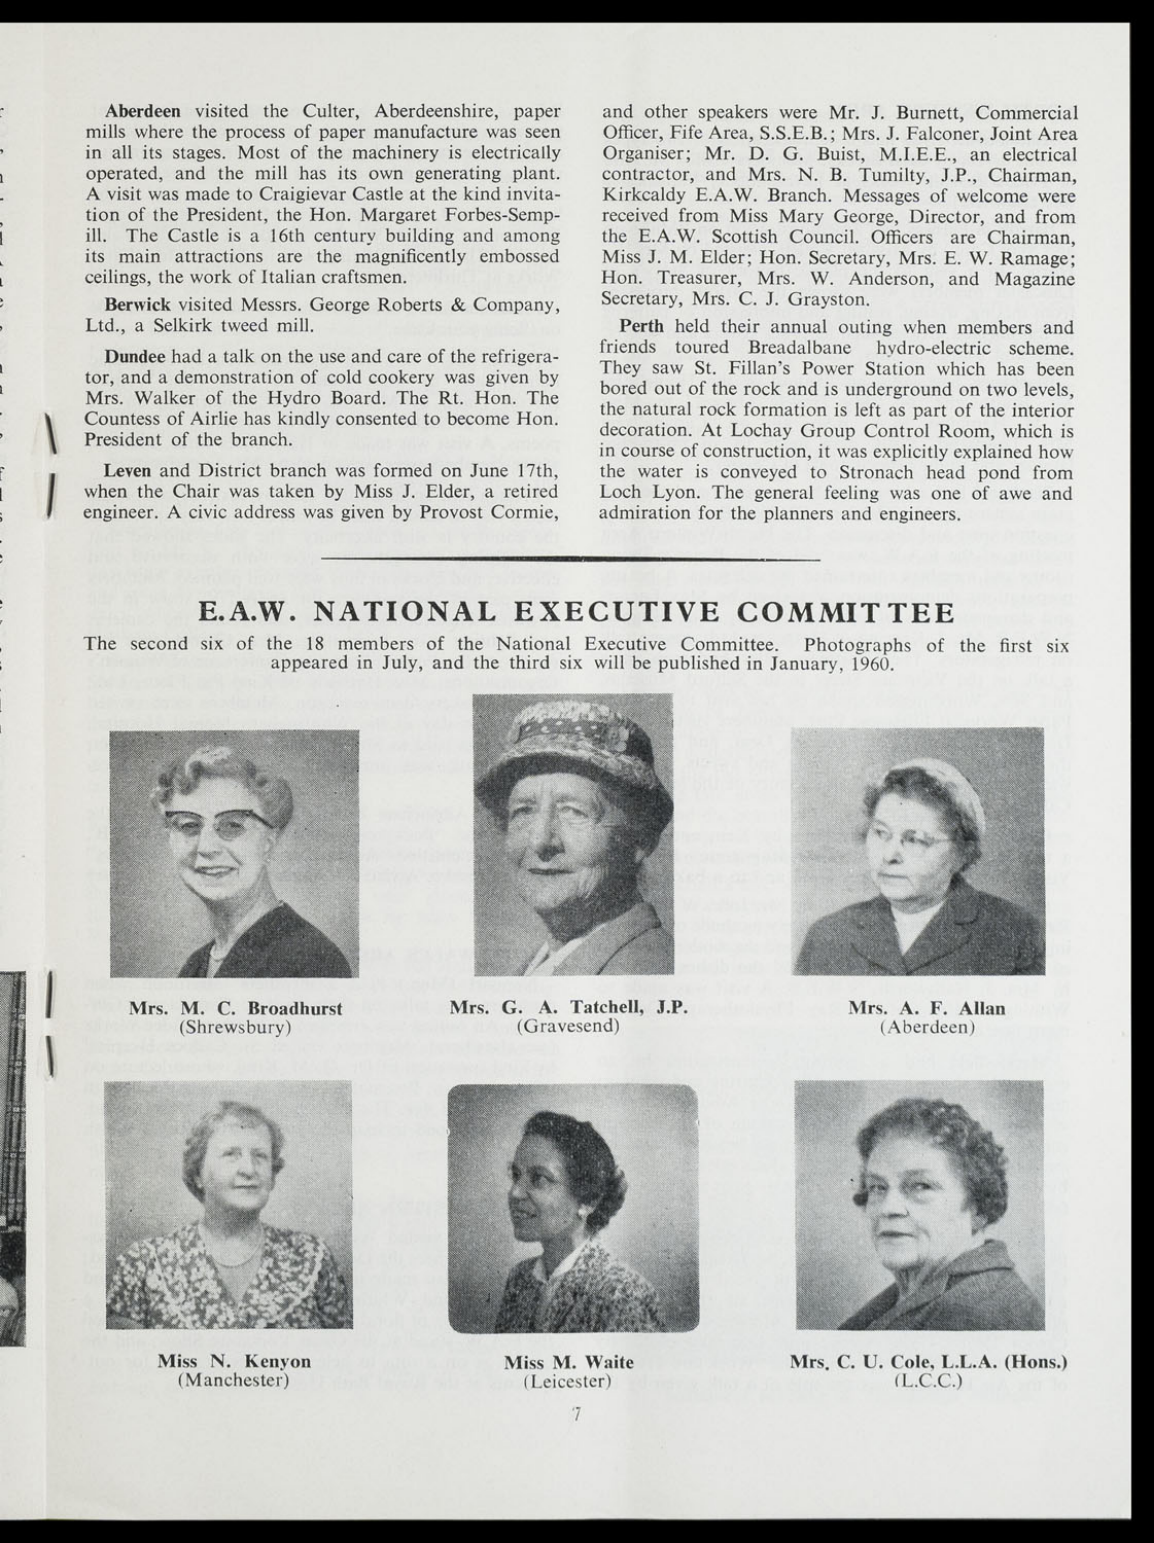 Aberdeen visited the Culter, Aberdeenshire, paper
mills where the process of paper manufacture was seen
in all its stages. Most of the machinery is electrically
operated, and the mill has its own generating plant.
A visit was made to Craigievar Castle at the kind invita-
tion of the President, the Hon. Margaret Forbes-Semp-
ill. The Castle is a 16th century building and among
its main attractions are the magnificently embossed
ceilings, the work of Italian craftsmen.
Berwick visited Messrs. George Roberts & Company,
Ltd., a Selkirk tweed mill.
Dundee had a talk on the use and care of the refrigera-
tor, and a demonstration of cold cookery was given by
Mrs. Walker of the Hydro Board. The Rt. Hon. The
Countess of Airlie has kindly consented to become Hon.
President of the branch.
Leven and District branch was formed on June 17th,
when the Chair was taken by Miss J. Elder, a retired
engineer. A civic address was given by Provost Cormie,
and other speakers were Mr. J. Burnett, Commercial
Officer, Fife Area, S.S.E.B.; Mrs. J. Falconer, Joint Area
Organiser; Mr. D. G. Buist, M.I.E.E., an electrical
contractor, and Mrs. N. B. Tumilty, J.P., Chairman,
Kirkcaldy E.A.W. Branch. Messages of welcome were
received from Miss Mary George, Director, and from
the E.A.W. Scottish Council. Officers are Chairman,
Miss J. M. Elder; Hon. Secretary, Mrs. E. W. Ramage;
Hon. Treasurer, Mrs. W. Anderson, and Magazine
Secretary, Mrs. C. J. Grayston.
Perth held their annual outing when members and
friends toured Breadalbane hydro-electric scheme.
They saw St. Fillan's Power Station which has been
bored out of the rock and is underground on two levels,
the natural rock formation is left as part of the interior
decoration. At Lochay Group Control Room, which is
in course of construction, it was explicitly explained how
the water is conveyed to Stronach head pond from
Loch Lyon. The general feeling was one of awe and
admiration for the planners and engineers.
E.A.W. NATIONAL EXECUTIVE COMMITTEE
The second six of the 18 members of the National Executive Committee. Photographs of the first six
appeared in July, and the third six will be published in January, 1960.
Mrs. M. C. Broadhurst
(Shrewsbury)
Mrs. G. A. Tatchell, J.P.
(Gravesend)
Mrs. A. F. Allan
(Aberdeen)
Miss N. Kenyon
(Manchester)
Miss M. Waite
(Leicester)
Mrs. C. U. Cole, L.L.A. (Hons.)
(L.C.C.)
7